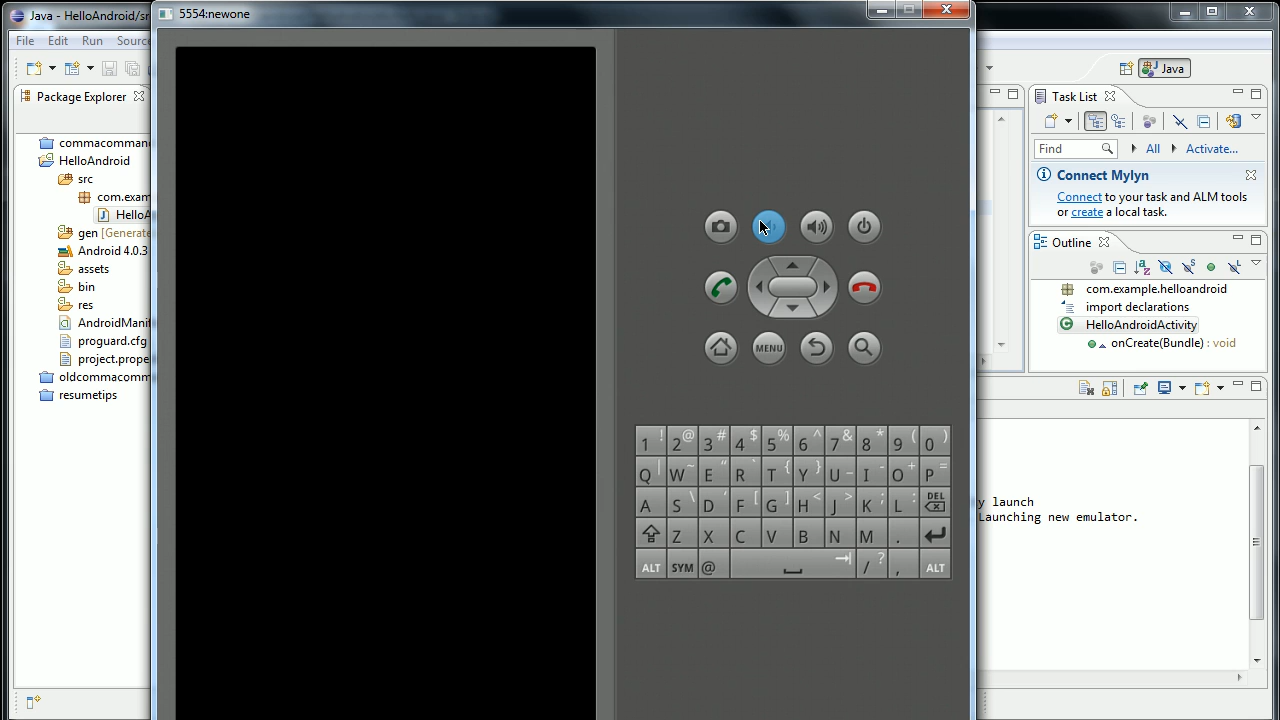 Java - HelloAndroid/sr
5554:newone
File Edit Run Source
Java
Package Explorer
Task List
commacomman
HelloAndroid
src
com.exam
HelloA
gen [Generate
Android 4.0.3
assets
bin
res
AndroidManif
proguard.cfg
project.prope
oldcommacomm
resumetips
Find
All
Activate...
Connect Mylyn
Connect to your task and ALM tools
or create a local task.
Outline
com.example.helloandroid
import declarations
HelloAndroidActivity
onCreate(Bundle) : void
MENU
1 ! 2 @ 3 # 4 $ 5 % 6 ^ 7 & 8 * 9 ( 0 )
Q | W ~ E " R ` T { Y } U _ I - O + P =
A S \ D ' F [ G ] H < J > K ; L : DEL
Z X C V B N M .
ALT SYM @ / ? , ALT
y launch
Launching new emulator.